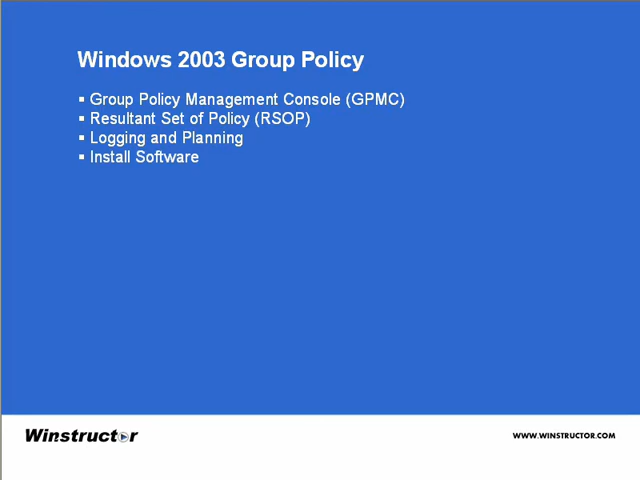 Windows 2003 Group Policy
▪ Group Policy Management Console (GPMC)
▪ Resultant Set of Policy (RSOP)
▪ Logging and Planning
▪ Install Software
Winstructor
WWW.WINSTRUCTOR.COM